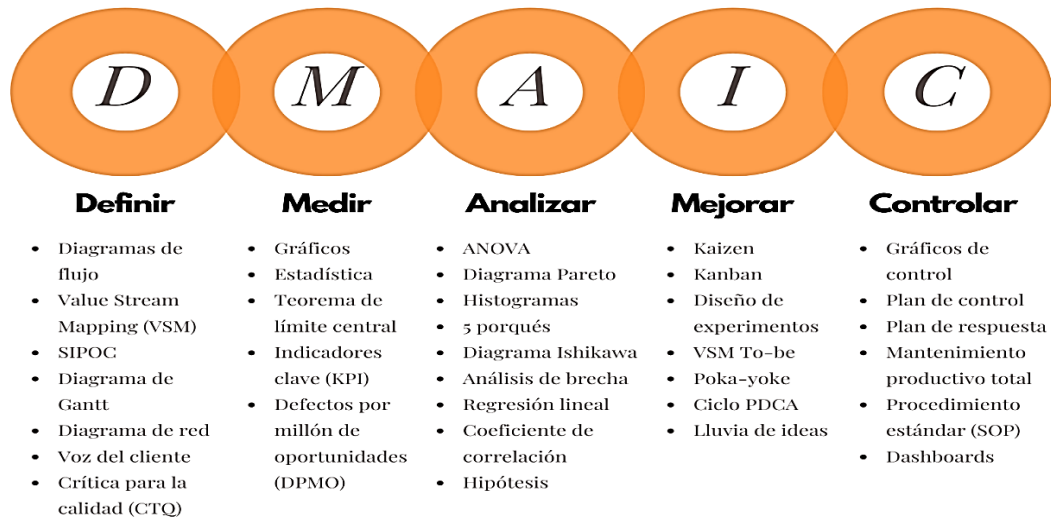 D
M
A
I
C
Definir
• Diagramas de
flujo
• Value Stream
Mapping (VSM)
• SIPOC
• Diagrama de
Gantt
• Diagrama de red
• Voz del cliente
• Crítica para la
calidad (CTQ)
Medir
• Gráficos
• Estadística
• Teorema de
límite central
• Indicadores
clave (KPI)
• Defectos por
millón de
oportunidades
(DPMO)
Analizar
• ANOVA
• Diagrama Pareto
• Histogramas
• 5 porqués
• Diagrama Ishikawa
• Análisis de brecha
• Regresión lineal
• Coeficiente de
correlación
• Hipótesis
Mejorar
• Kaizen
• Kanban
• Diseño de
experimentos
• VSM To-be
• Poka-yoke
• Ciclo PDCA
• Lluvia de ideas
Controlar
• Gráficos de
control
• Plan de control
• Plan de respuesta
• Mantenimiento
productivo total
• Procedimiento
estándar (SOP)
• Dashboards